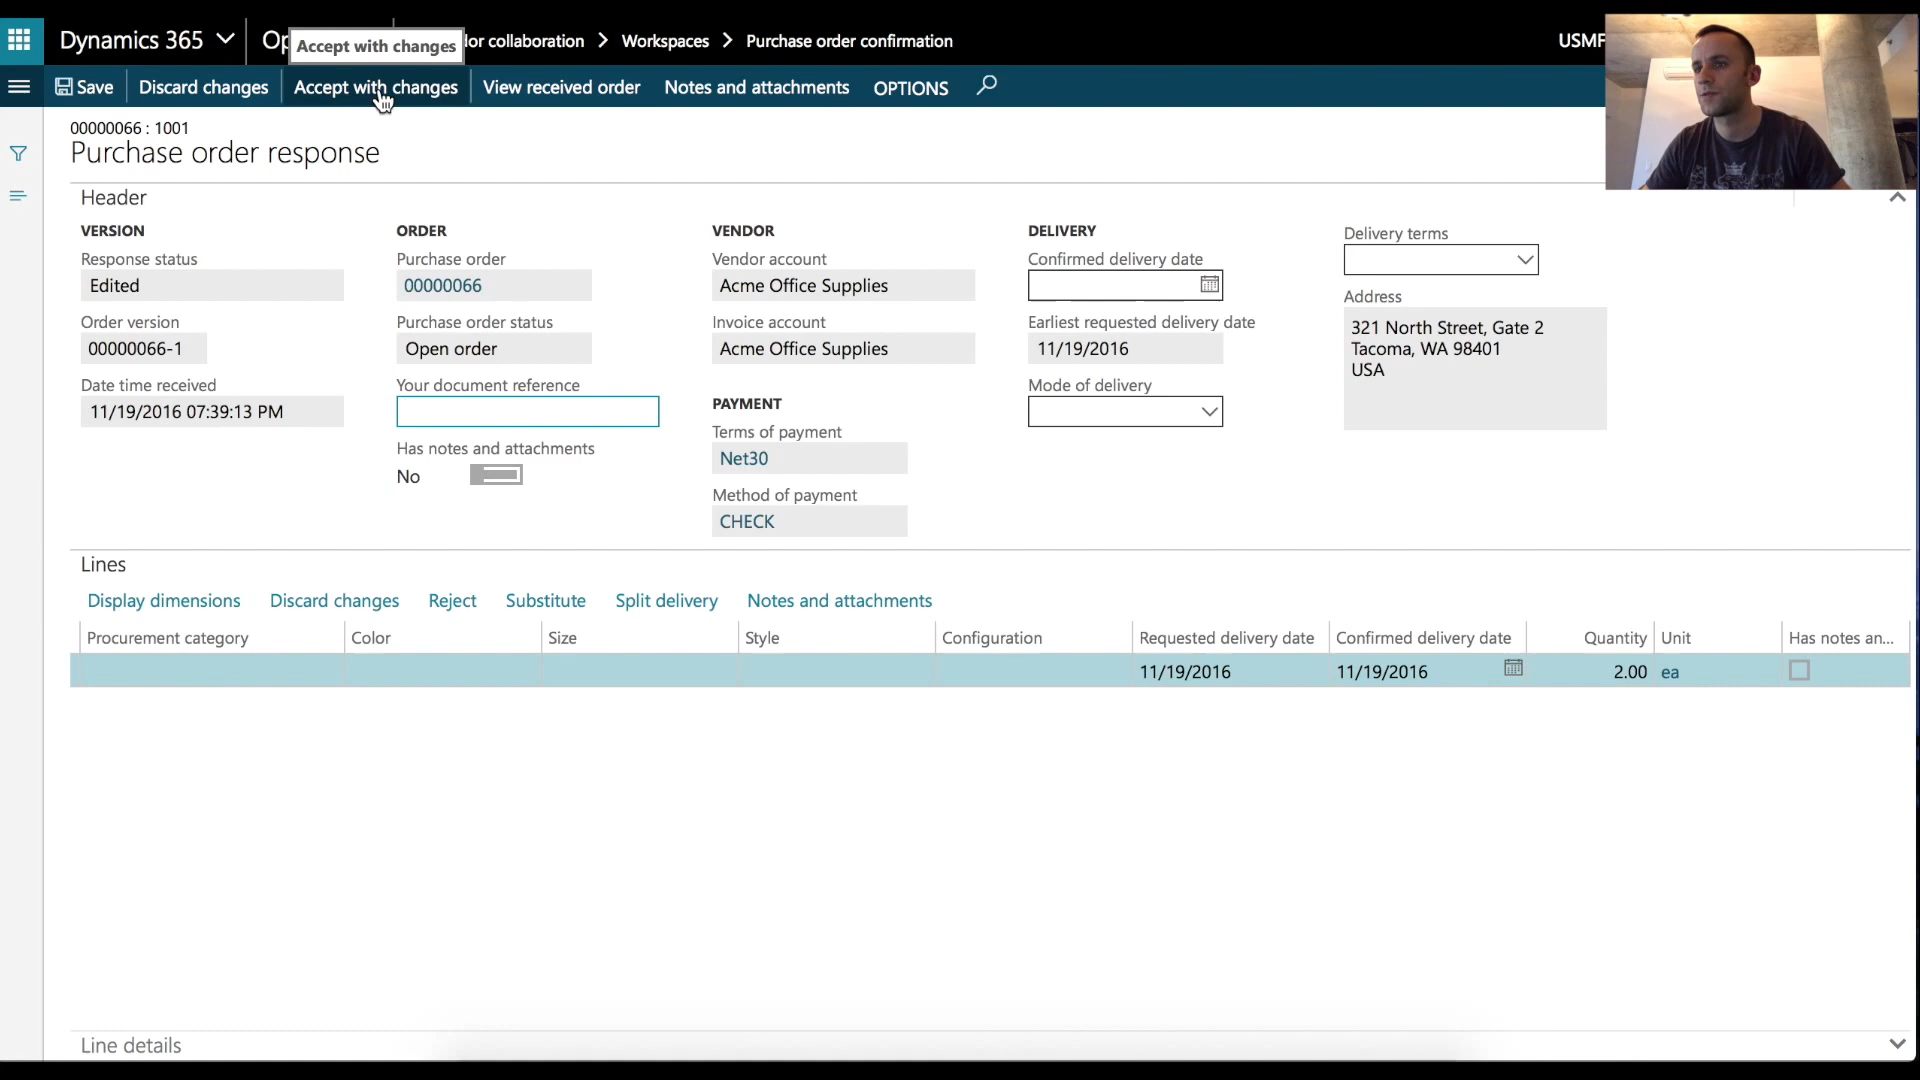 Dynamics 365
Op
Accept with changes
dor collaboration > Workspaces > Purchase order confirmation
USMF
Save
Discard changes
Accept with changes
View received order
Notes and attachments
OPTIONS
00000066 : 1001
Purchase order response
Header
VERSION
Response status
Edited
Order version
00000066-1
Date time received
11/19/2016 07:39:13 PM
ORDER
Purchase order
00000066
Purchase order status
Open order
Your document reference
Has notes and attachments
No
VENDOR
Vendor account
Acme Office Supplies
Invoice account
Acme Office Supplies
PAYMENT
Terms of payment
Net30
Method of payment
CHECK
DELIVERY
Confirmed delivery date
Earliest requested delivery date
11/19/2016
Mode of delivery
Delivery terms
Address
321 North Street, Gate 2
Tacoma, WA 98401
USA
Lines
Display dimensions
Discard changes
Reject
Substitute
Split delivery
Notes and attachments
Procurement category
Color
Size
Style
Configuration
Requested delivery date
Confirmed delivery date
Quantity
Unit
Has notes an...
11/19/2016
11/19/2016
2.00
ea
Line details